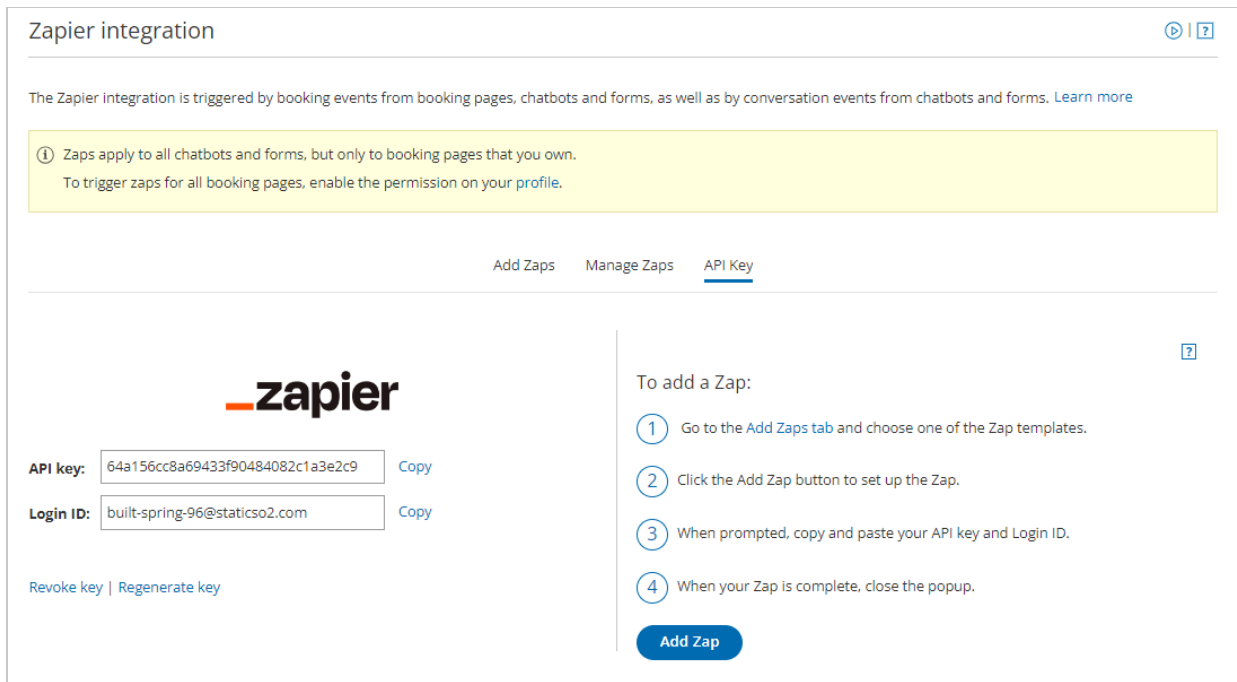 Zapier integration
The Zapier integration is triggered by booking events from booking pages, chatbots and forms, as well as by conversation events from chatbots and forms. Learn more
Zaps apply to all chatbots and forms, but only to booking pages that you own.
To trigger zaps for all booking pages, enable the permission on your profile.
Add Zaps Manage Zaps API Key
zapier
API key: 64a156cc8a69433f90484082c1a3e2c9 Copy
Login ID: built-spring-96@staticso2.com Copy
Revoke key | Regenerate key
?
To add a Zap:
1 Go to the Add Zaps tab and choose one of the Zap templates.
2 Click the Add Zap button to set up the Zap.
3 When prompted, copy and paste your API key and Login ID.
4 When your Zap is complete, close the popup.
Add Zap